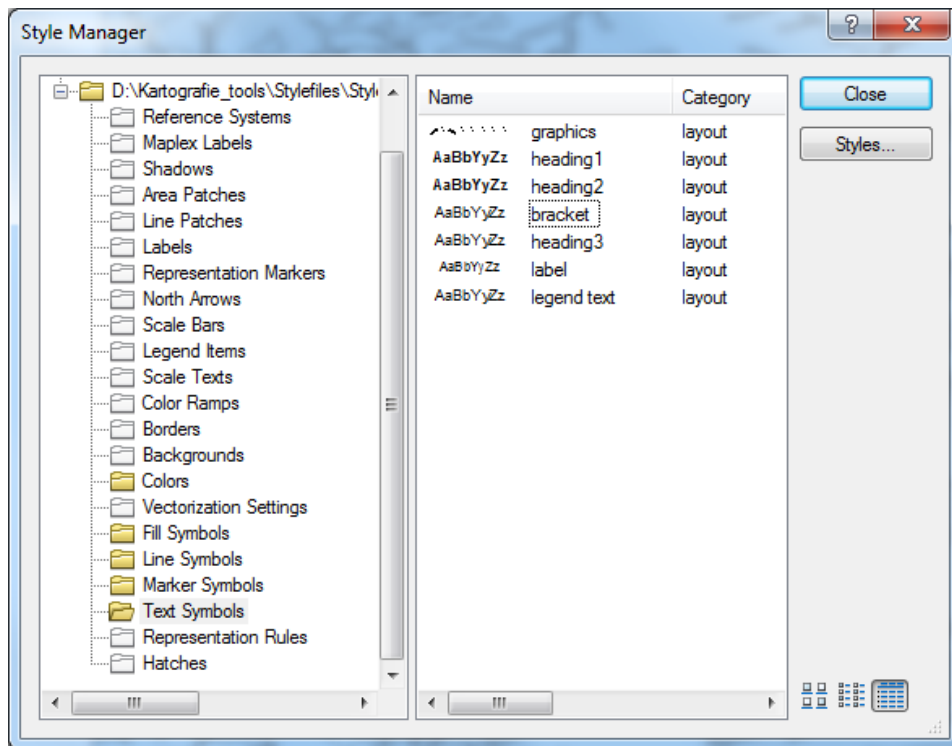 Style Manager
D:\Kartografie_tools\Stylefiles\Style
Reference Systems
Maplex Labels
Shadows
Area Patches
Line Patches
Labels
Representation Markers
North Arrows
Scale Bars
Legend Items
Scale Texts
Color Ramps
Borders
Backgrounds
Colors
Vectorization Settings
Fill Symbols
Line Symbols
Marker Symbols
Text Symbols
Representation Rules
Hatches
Name Category
graphics layout
AaBbYyZz heading1 layout
AaBbYyZz heading2 layout
AaBbYyZz bracket layout
AaBbYyZz heading3 layout
AaBbYyZz label layout
AaBbYyZz legend text layout
Close
Styles...